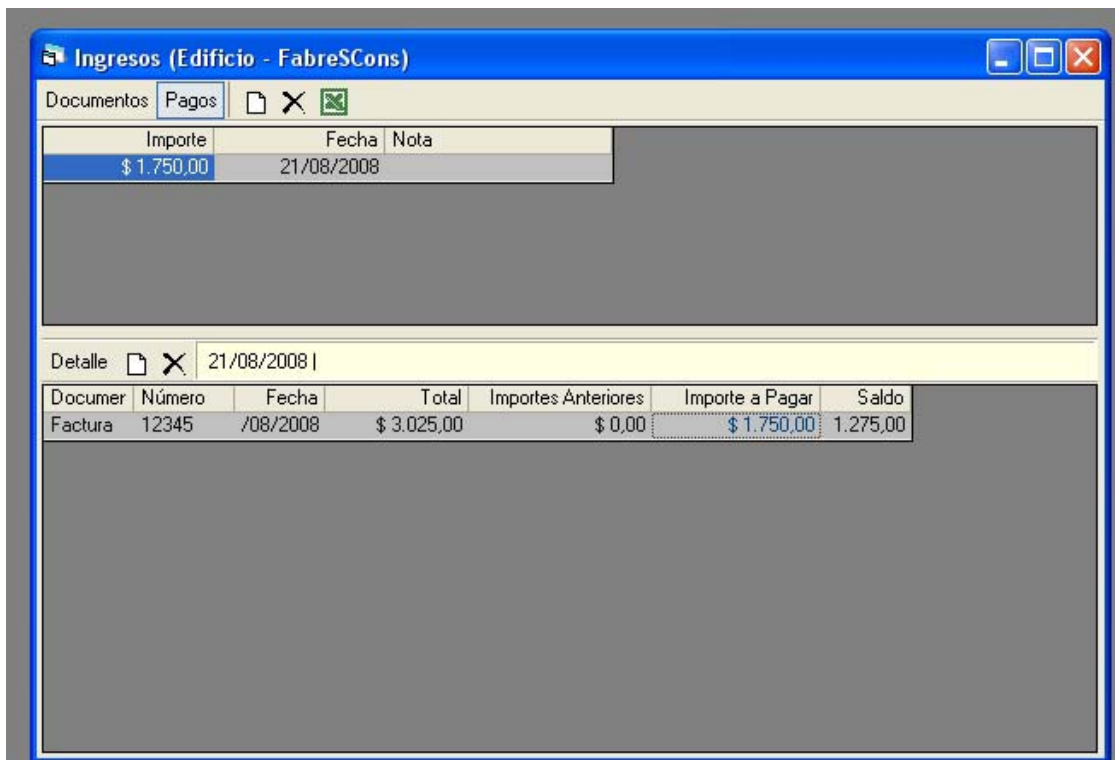 Ingresos (Edificio - FabreSCons)
Documentos Pagos
Importe Fecha Nota
$ 1.750,00 21/08/2008
Detalle 21/08/2008 |
Documer Número Fecha Total Importes Anteriores Importe a Pagar Saldo
Factura 12345 /08/2008 $ 3.025,00 $ 0,00 $ 1.750,00 1.275,00